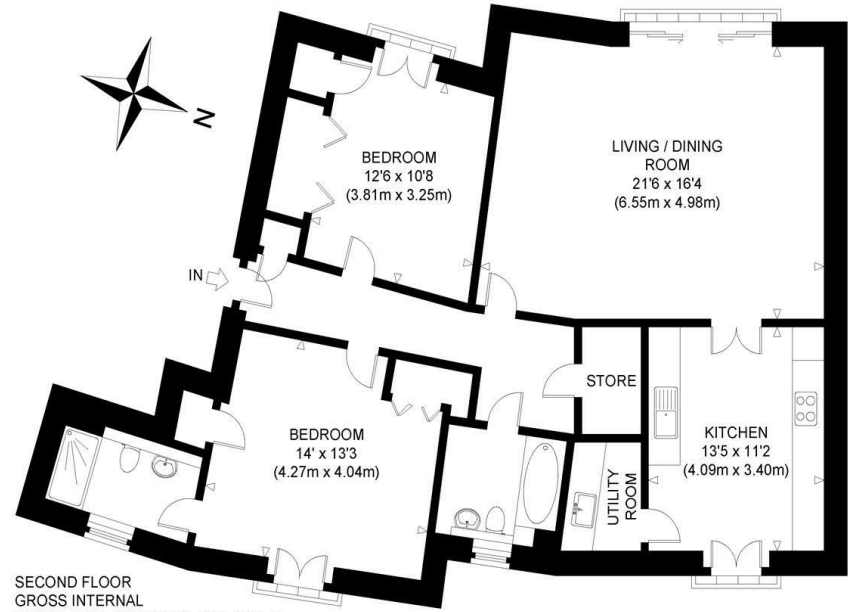 N
BEDROOM
12'6 x 10'8
(3.81m x 3.25m)
LIVING / DINING
ROOM
21'6 x 16'4
(6.55m x 4.98m)
IN
STORE
BEDROOM
14' x 13'3
(4.27m x 4.04m)
KITCHEN
13'5 x 11'2
(4.09m x 3.40m)
UTILITY
ROOM
SECOND FLOOR
GROSS INTERNAL